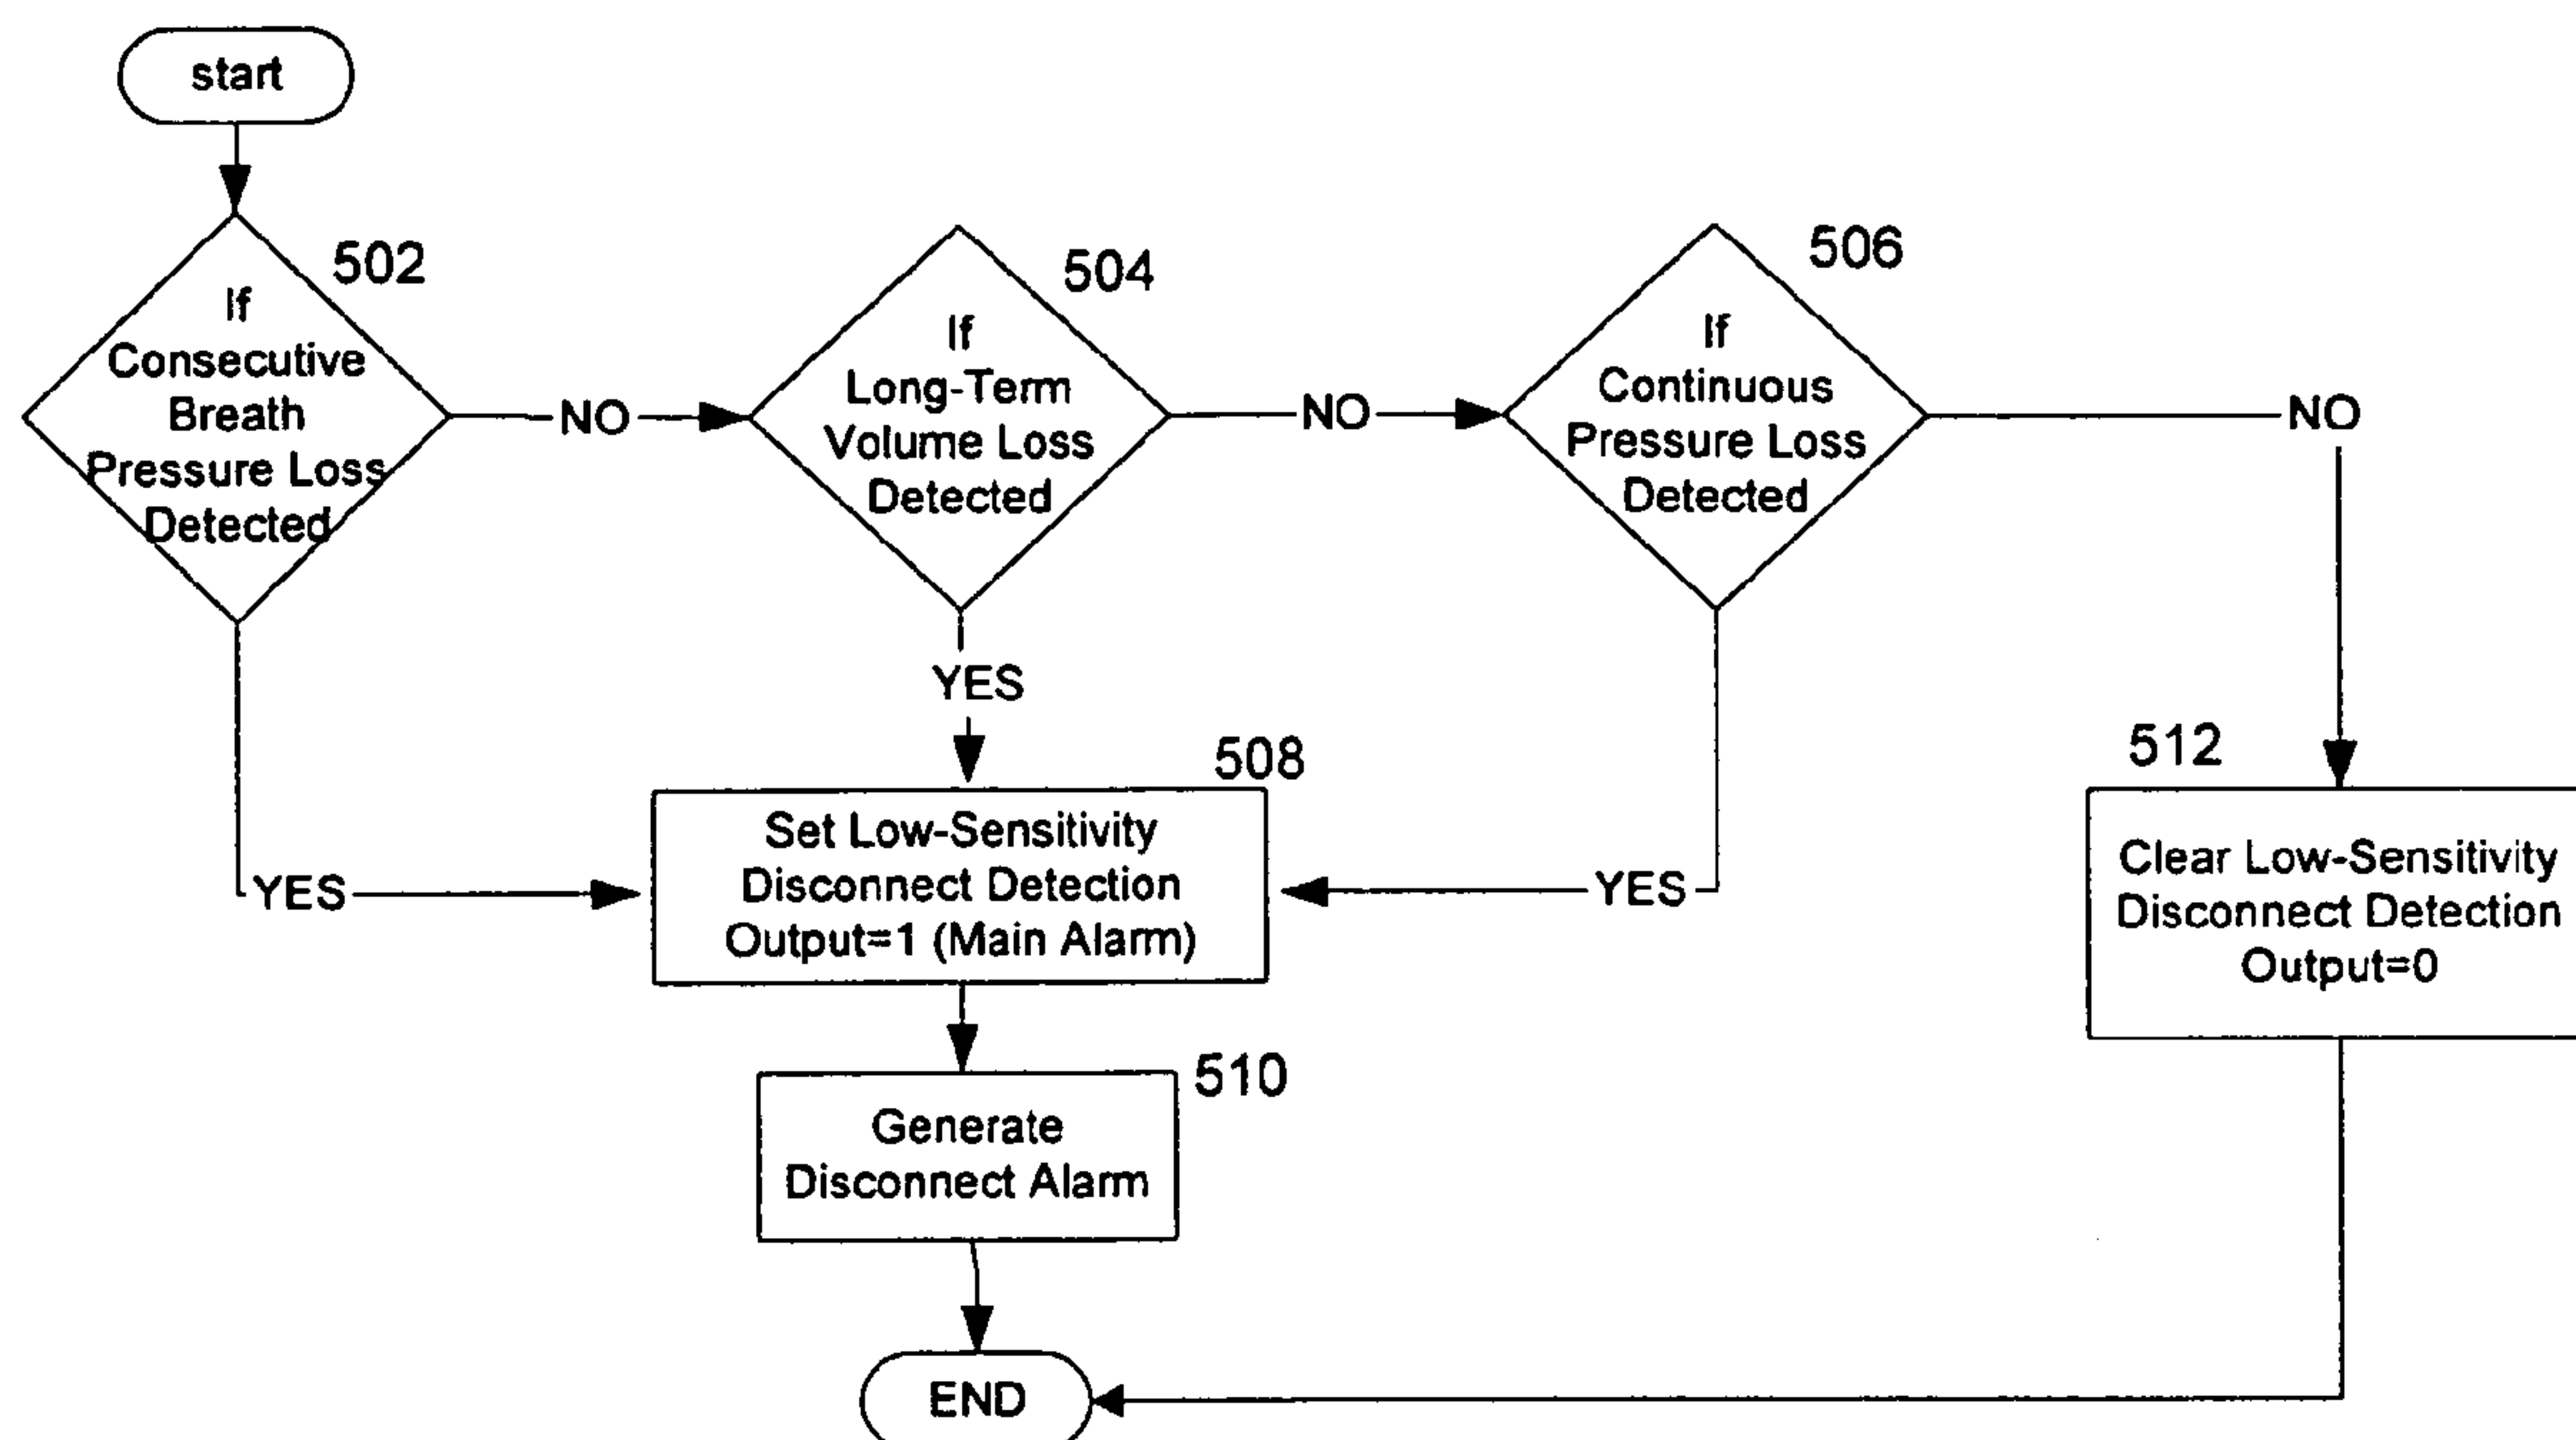 start
502
If
Consecutive
Breath
Pressure Loss
Detected
NO
504
If
Long-Term
Volume Loss
Detected
NO
506
If
Continuous
Pressure Loss
Detected
NO
YES
YES
YES
508
Set Low-Sensitivity
Disconnect Detection
Output=1 (Main Alarm)
512
Clear Low-Sensitivity
Disconnect Detection
Output=0
510
Generate
Disconnect Alarm
END